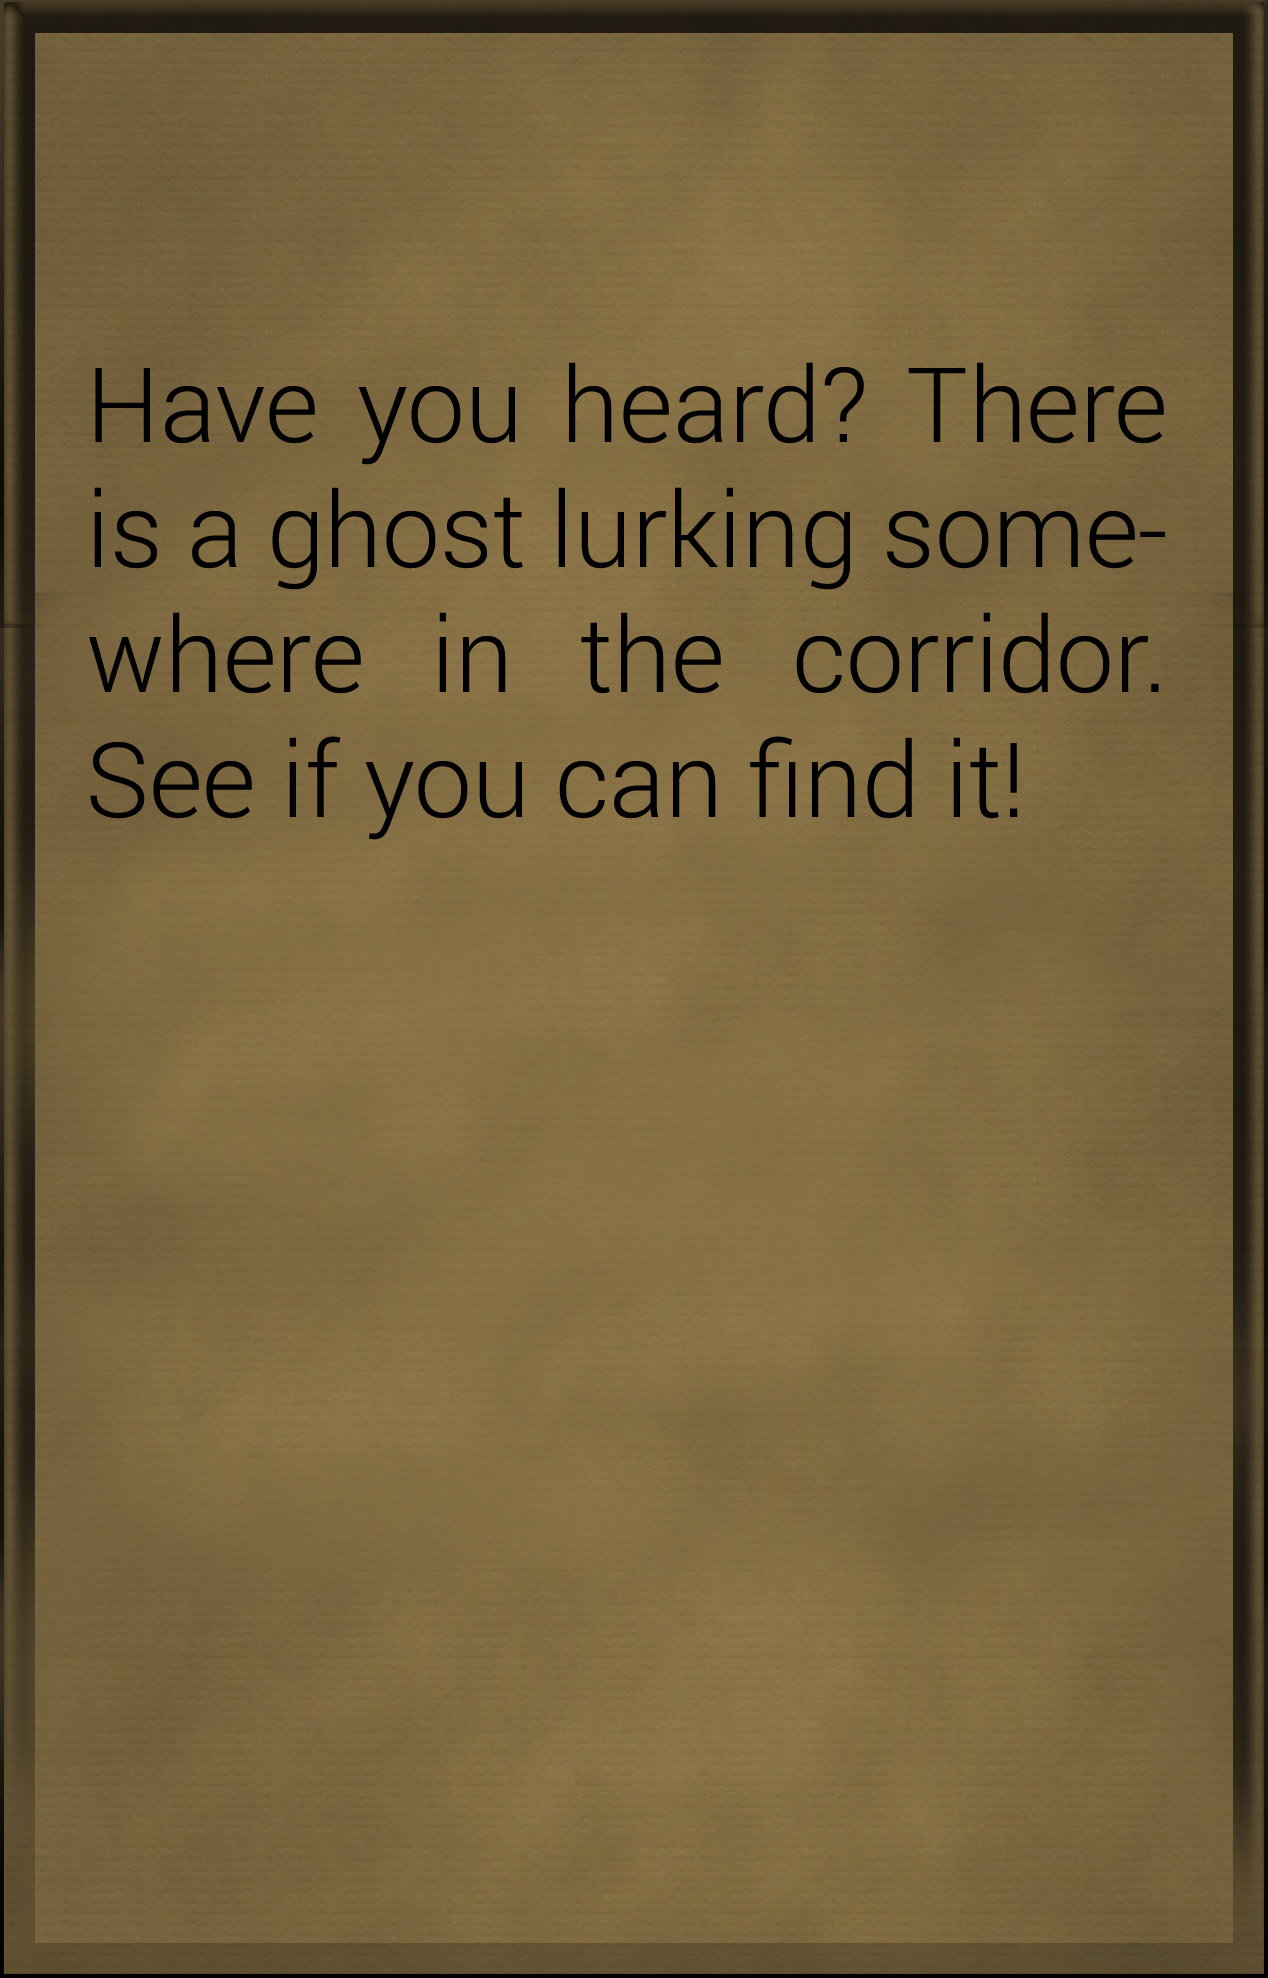 Have you heard? There
is a ghost lurking some-
where in the corridor.
See if you can find it!